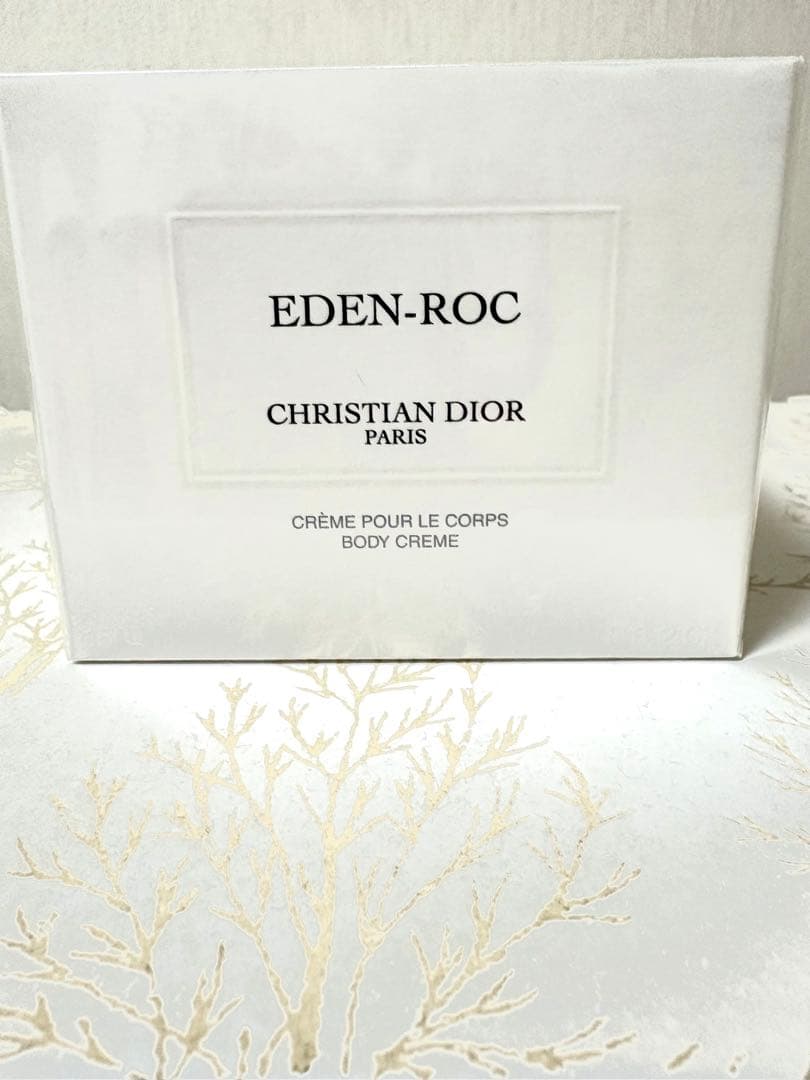 EDEN-ROC
CHRISTIAN DIOR
PARIS
CRÈME POUR LE CORPS
BODY CREME